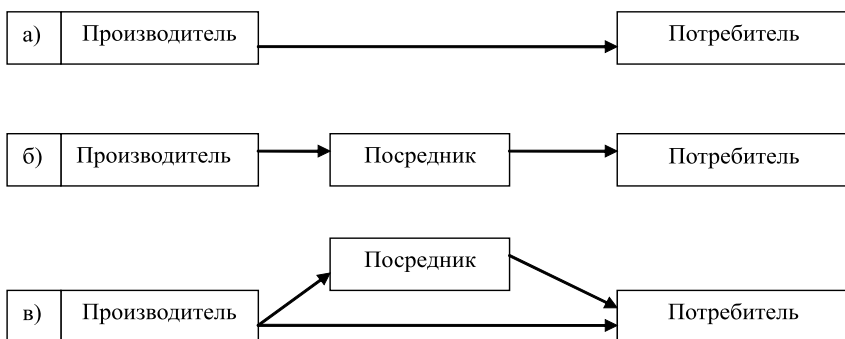 а) Производитель Потребитель
б) Производитель Посредник Потребитель
Посредник
в) Производитель Потребитель